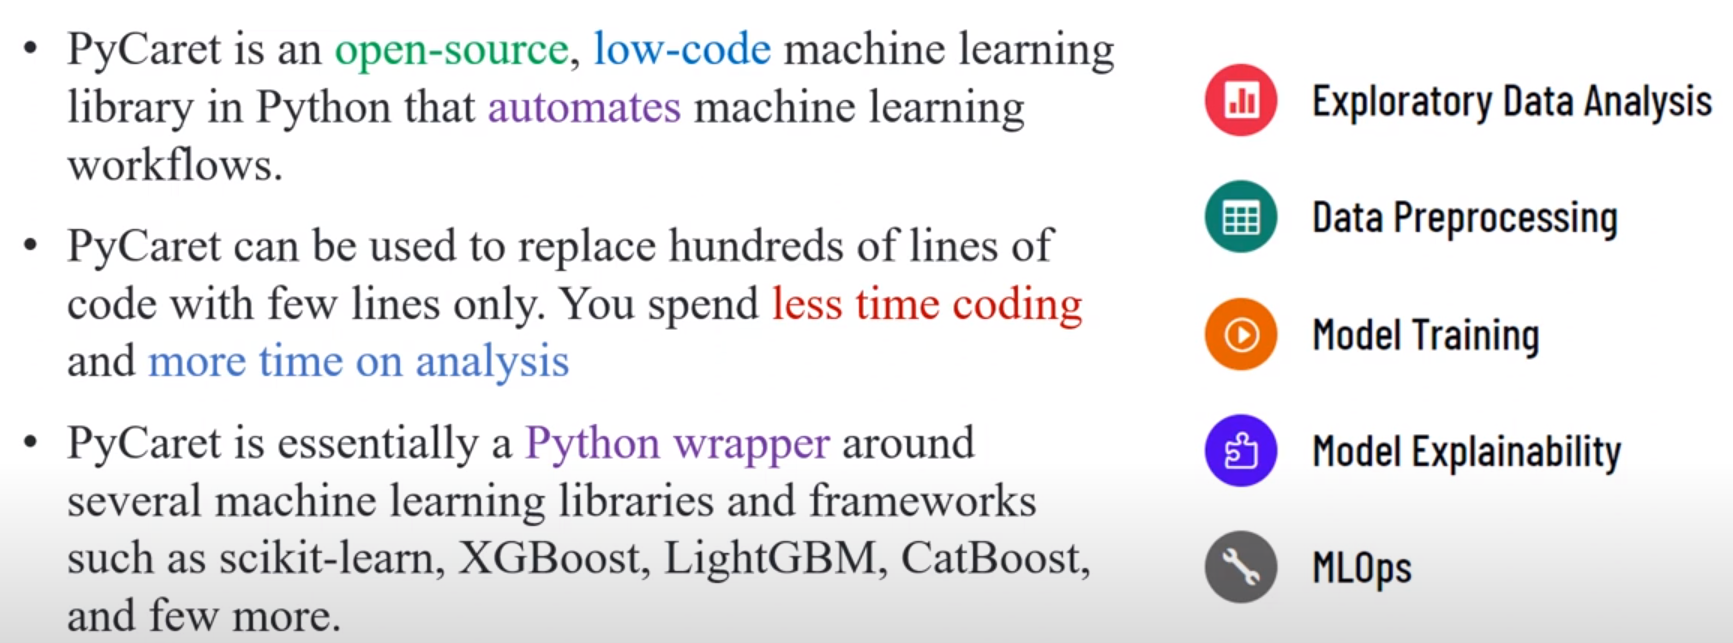 • PyCaret is an open-source, low-code machine learning
library in Python that automates machine learning
workflows.
• PyCaret can be used to replace hundreds of lines of
code with few lines only. You spend less time coding
and more time on analysis
• PyCaret is essentially a Python wrapper around
several machine learning libraries and frameworks
such as scikit-learn, XGBoost, LightGBM, CatBoost,
and few more.
Exploratory Data Analysis
Data Preprocessing
Model Training
Model Explainability
MLOps